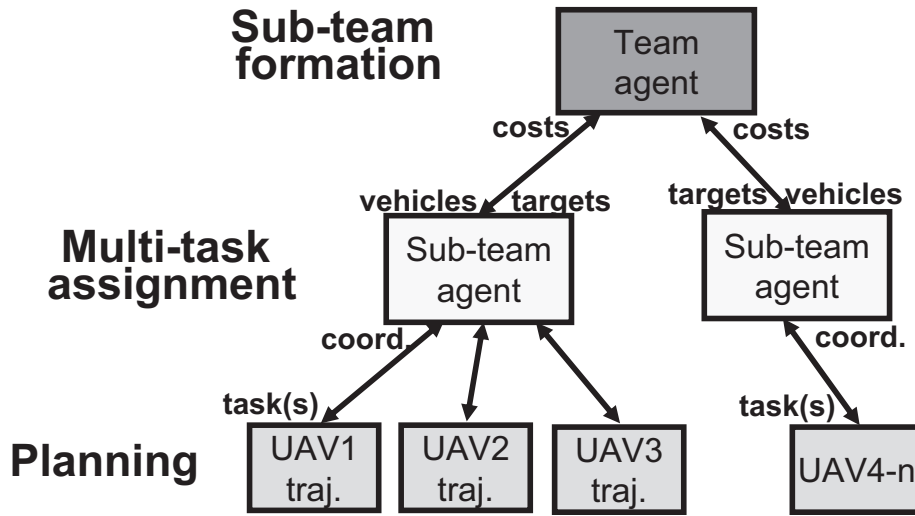 Sub-team
formation
Team
agent
costs
costs
vehicles
targets
targets
vehicles
Multi-task
assignment
Sub-team
agent
Sub-team
agent
coord.
coord.
task(s)
task(s)
Planning
UAV1
traj.
UAV2
traj.
UAV3
traj.
UAV4-n